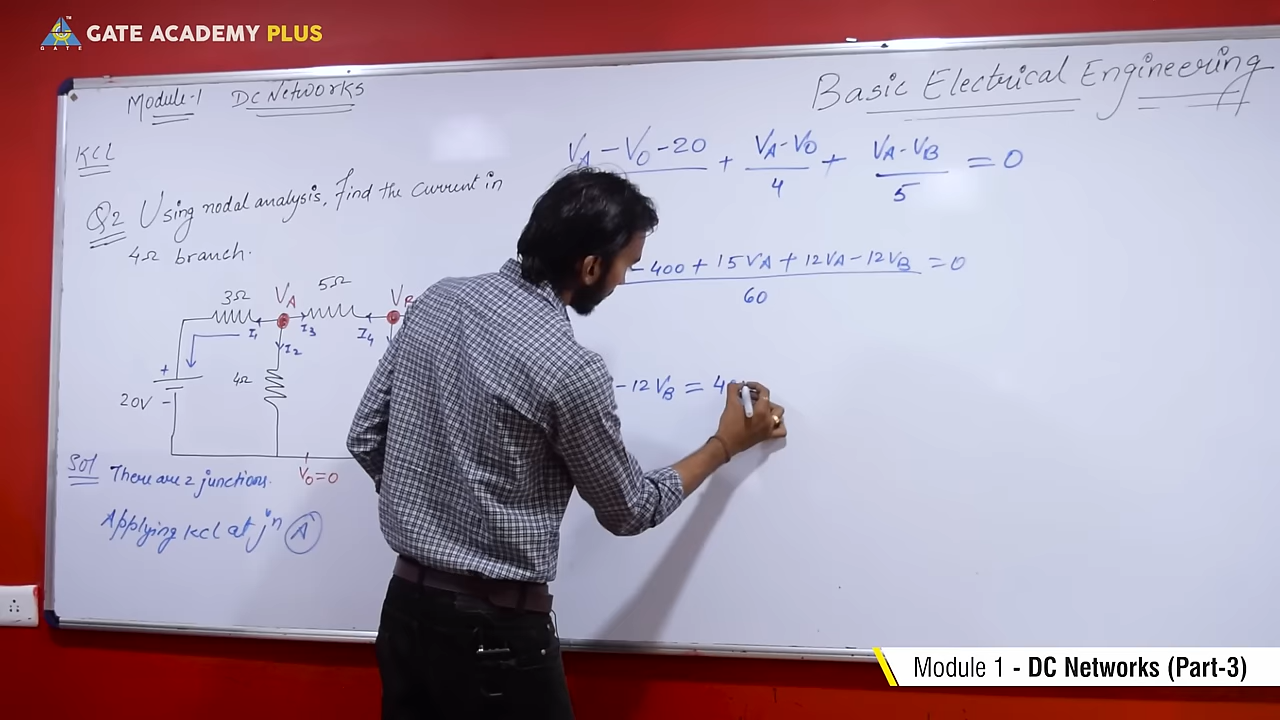 GATE ACADEMY PLUS
GATE
Module-1 DC Networks
Basic Electrical Engineering
KCL
Q2 Using nodal analysis, find the current in
4Ω branch.
VA - V0 - 20 + VA - V0 + VA - VB = 0
4
5
- 400 + 15VA + 12VA - 12VB = 0
60
- 12VB = 4
3Ω
VA
5Ω
I1
I3
I4
I2
4Ω
+
20V -
V0 = 0
Sol There are 2 junctions.
Applying KCL at jn A
Module 1 - DC Networks (Part-3)